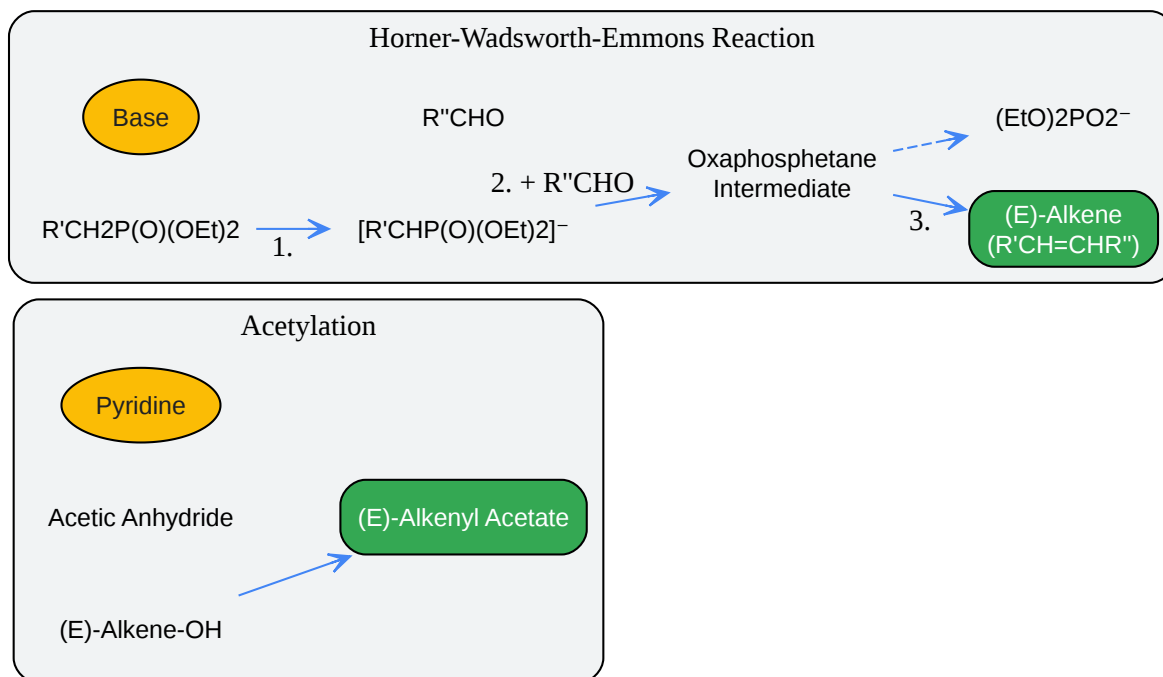 Horner-Wadsworth-Emmons Reaction
Base
R"CHO
(EtO)2PO2⁻
Oxaphosphetane
Intermediate
2. + R"CHO
R'CH2P(O)(OEt)2
1.
[R'CHP(O)(OEt)2]⁻
3.
(E)-Alkene
(R'CH=CHR")
Acetylation
Pyridine
Acetic Anhydride
(E)-Alkenyl Acetate
(E)-Alkene-OH